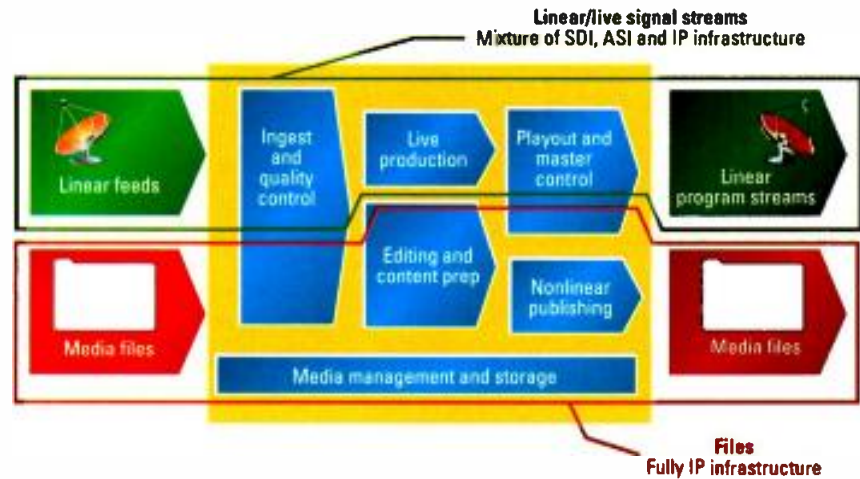 Linear/live signal streams
Mixture of SDI, ASI and IP infrastructure
Linear feeds
Ingest
and
quality
control
Live
production
Playout and
master
control
Linear
program streams
Media files
Editing and
content prep
Nonlinear
publishing
Media files
Media management and storage
Files
Fully IP infrastructure